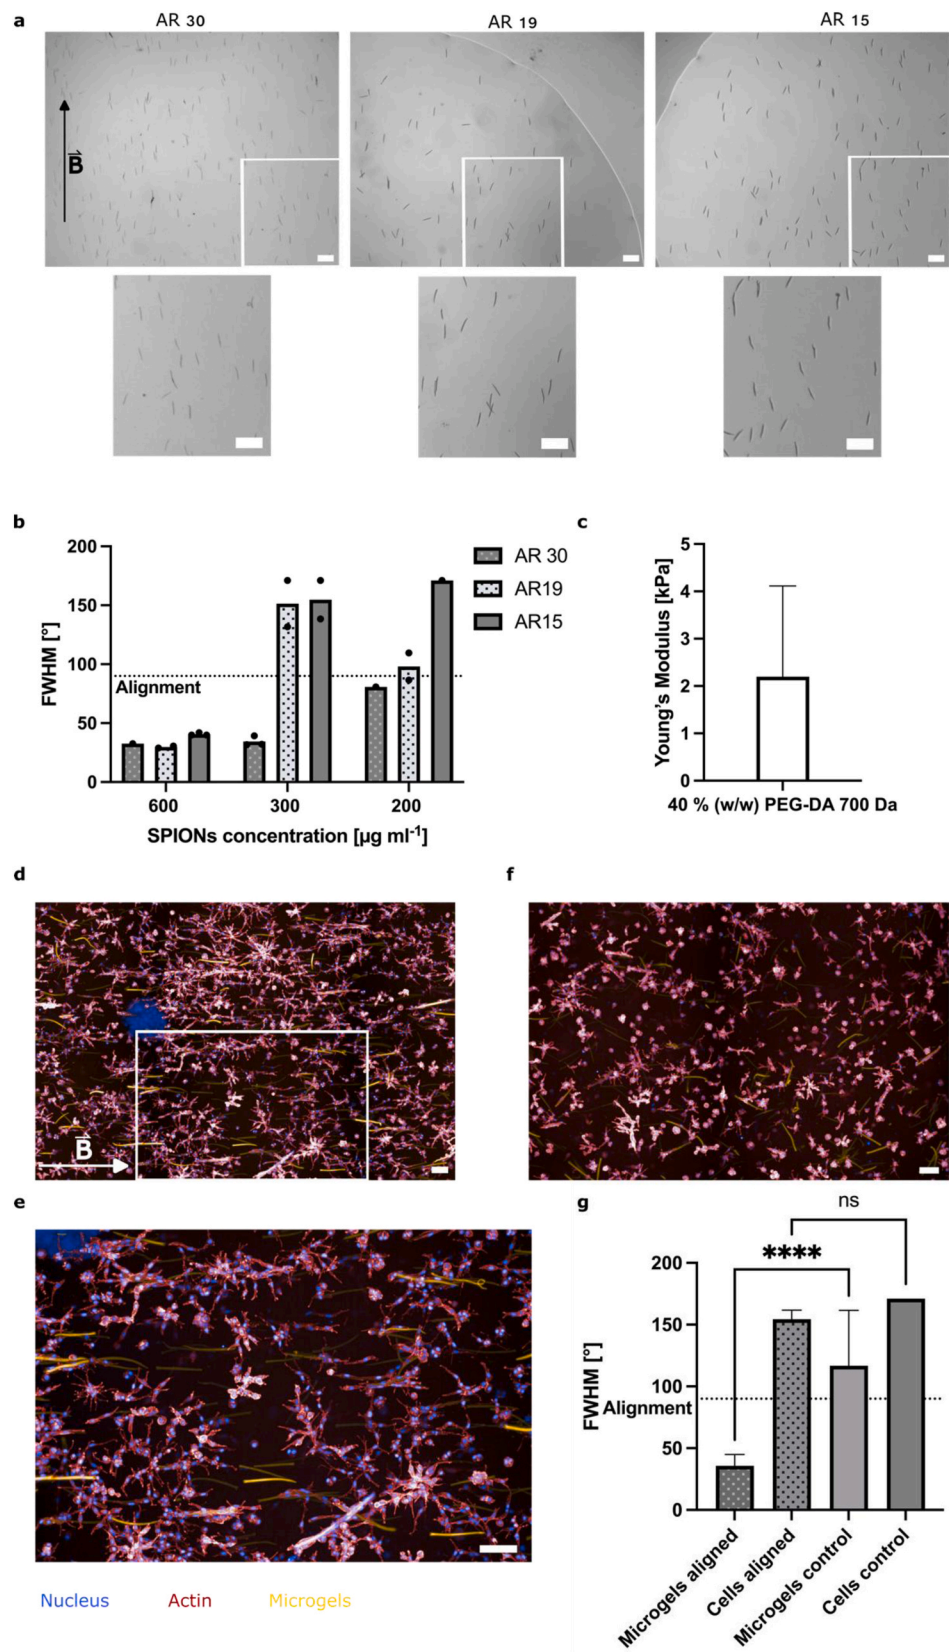 a
AR 30
AR 19
AR 15
B
b
200
150
100
50
0
FWHM [°]
Alignment
600
300
200
SPIONs concentration [µg ml-1]
AR 30
AR19
AR15
c
5
4
3
2
1
0
Young's Modulus [kPa]
40 % (w/w) PEG-DA 700 Da
d
B
f
e
Nucleus
Actin
Microgels
g
ns
****
200
150
100
50
0
FWHM [°]
Alignment
Microgels aligned
Cells aligned
Microgels control
Cells control